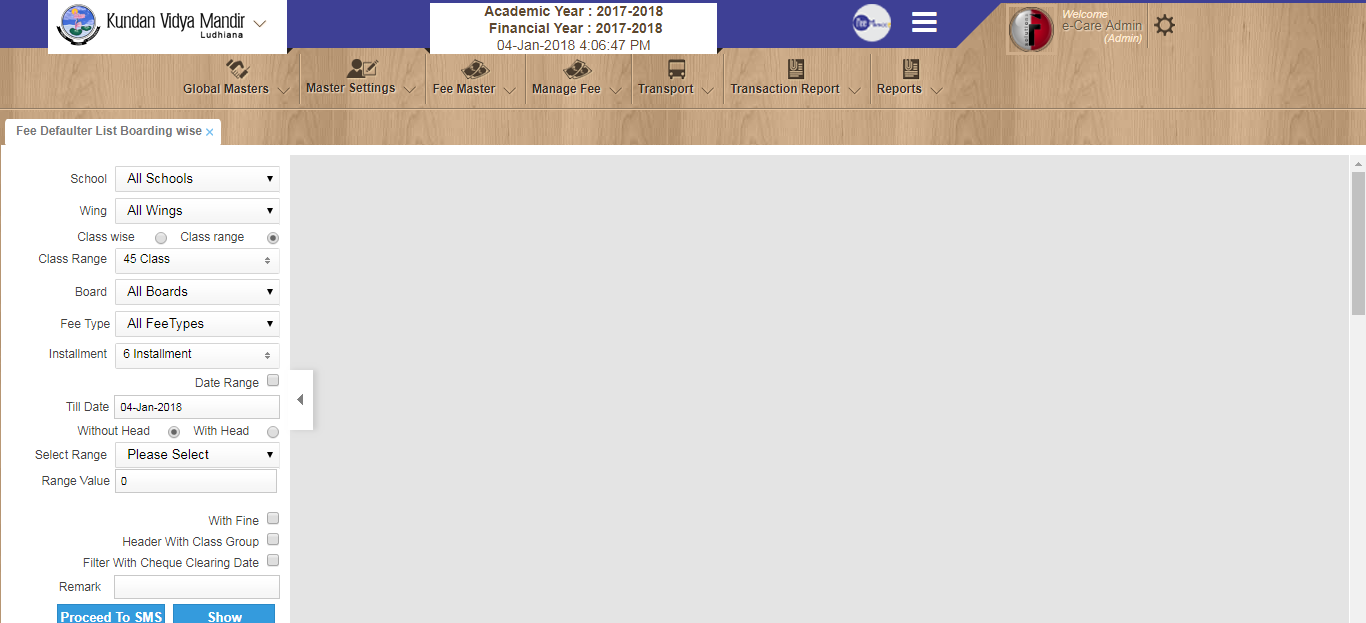 Kundan Vidya Mandir
Ludhiana
Academic Year : 2017-2018
Financial Year : 2017-2018
04-Jan-2018 4:06:47 PM
Welcome
e-Care Admin
(Admin)
Global Masters
Master Settings
Fee Master
Manage Fee
Transport
Transaction Report
Reports
Fee Defaulter List Boarding wise ×
School All Schools
Wing All Wings
Class wise Class range
Class Range 45 Class
Board All Boards
Fee Type All FeeTypes
Installment 6 Installment
Date Range
Till Date 04-Jan-2018
Without Head With Head
Select Range Please Select
Range Value 0
With Fine
Header With Class Group
Filter With Cheque Clearing Date
Remark
Proceed To SMS Show